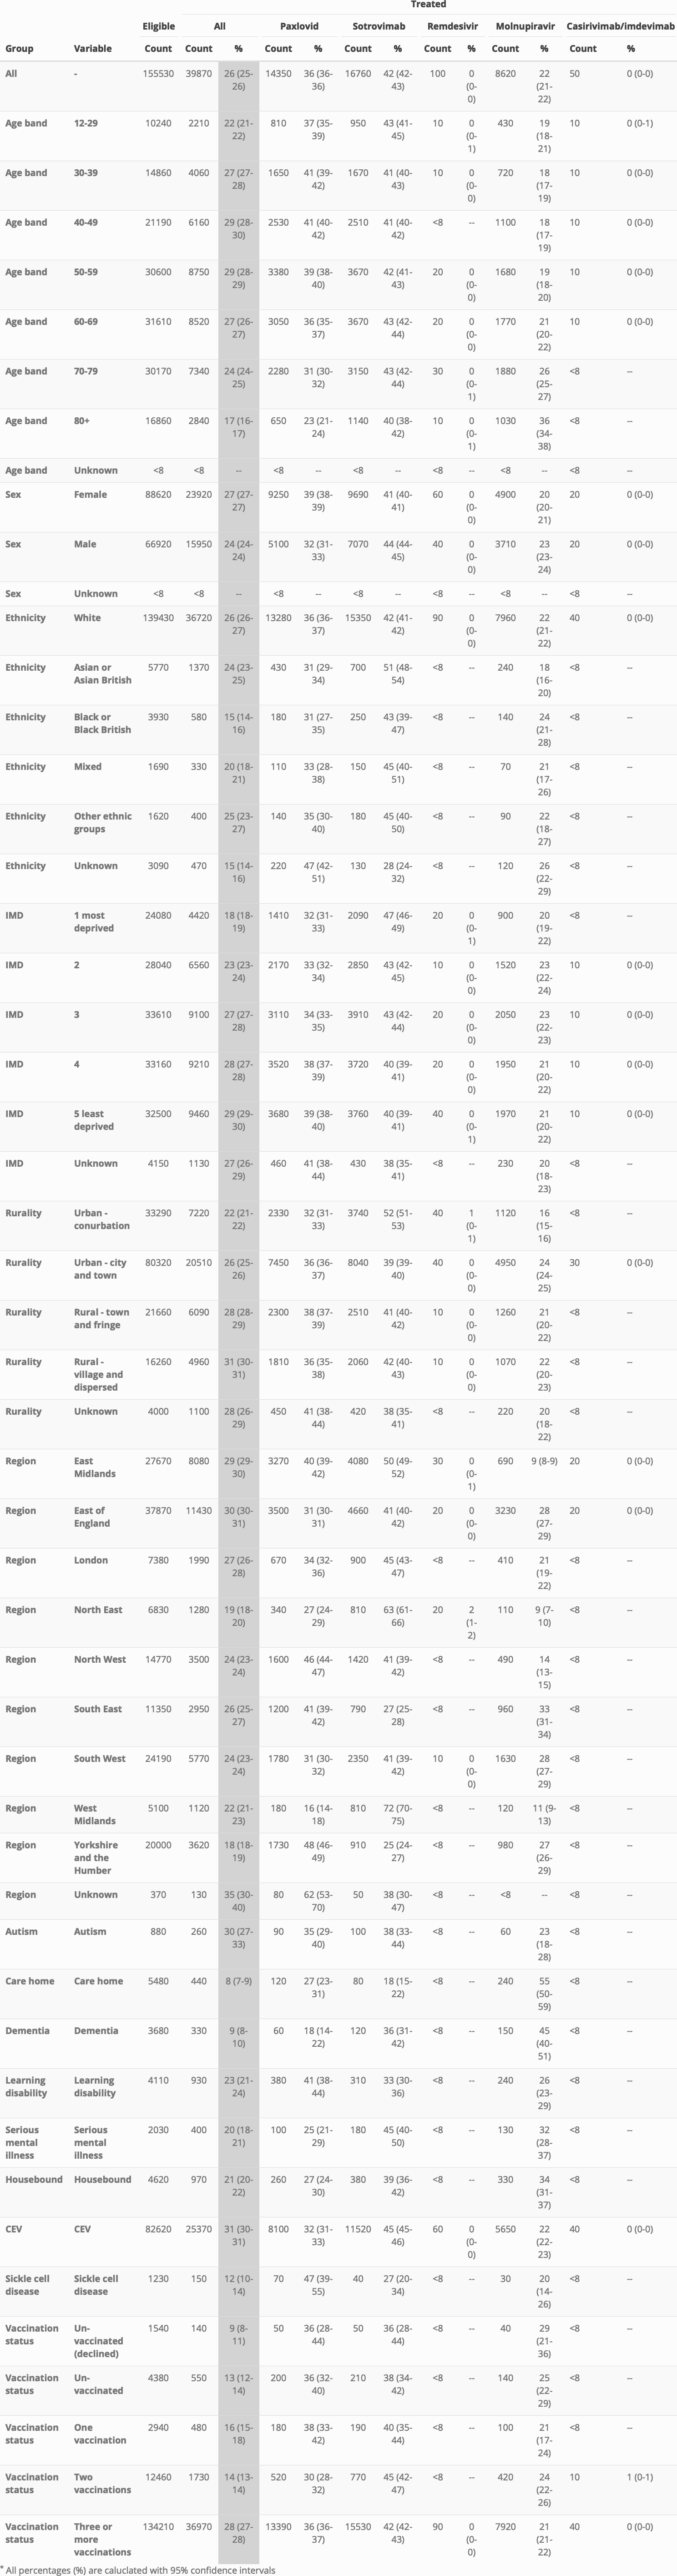 Treated
Eligible All Paxlovid Sotrovimab Remdesivir Molnupiravir Casirivimab/imdevimab
Group Variable Count Count % Count % Count % Count % Count % Count %
All - 155530 39870 26 (25- 14350 36 (36- 16760 42 (42- 100 0 8620 22 50 0 (0-0)
26) 36) 43) (0- (21-
0) 22)
Age band 12-29 10240 2210 22 (21- 810 37 (35- 950 43 (41- 10 0 430 19 10 0 (0-1)
22) 39) 45) (0- (18-
1) 21)
Age band 30-39 14860 4060 27 (27- 1650 41 (39- 1670 41 (40- 10 0 720 18 10 0 (0-0)
28) 42) 43) (0- (17-
0) 19)
Age band 40-49 21190 6160 29 (28- 2530 41 (40- 2510 41 (40- <8 -- 1100 18 10 0 (0-0)
30) 42) 42) (17-
19)
Age band 50-59 30600 8750 29 (28- 3380 39 (38- 3670 42 (41- 20 0 1680 19 10 0 (0-0)
29) 40) 43) (0- (18-
0) 20)
Age band 60-69 31610 8520 27 (26- 3050 36 (35- 3670 43 (42- 20 0 1770 21 10 0 (0-0)
27) 37) 44) (0- (20-
0) 22)
Age band 70-79 30170 7340 24 (24- 2280 31 (30- 3150 43 (42- 30 0 1880 26 <8 --
25) 32) 44) (0- (25-
1) 27)
Age band 80+ 16860 2840 17 (16- 650 23 (21- 1140 40 (38- 10 0 1030 36 <8 --
17) 24) 42) (0- (34-
1) 38)
Age band Unknown <8 <8 -- <8 -- <8 -- <8 -- <8 -- <8 --
Sex Female 88620 23920 27 (27- 9250 39 (38- 9690 41 (40- 60 0 4900 20 20 0 (0-0)
27) 39) 41) (0- (20-
0) 21)
Sex Male 66920 15950 24 (24- 5100 32 (31- 7070 44 (44- 40 0 3710 23 20 0 (0-0)
24) 33) 45) (0- (23-
0) 24)
Sex Unknown <8 <8 -- <8 -- <8 -- <8 -- <8 -- <8 --
Ethnicity White 139430 36720 26 (26- 13280 36 (36- 15350 42 (41- 90 0 7960 22 40 0 (0-0)
27) 37) 42) (0- (21-
0) 22)
Ethnicity Asian or 5770 1370 24 (23- 430 31 (29- 700 51 (48- <8 -- 240 18 <8 --
Asian British 25) 34) 54) (16-
20)
Ethnicity Black or 3930 580 15 (14- 180 31 (27- 250 43 (39- <8 -- 140 24 <8 --
Black British 16) 35) 47) (21-
28)
Ethnicity Mixed 1690 330 20 (18- 110 33 (28- 150 45 (40- <8 -- 70 21 <8 --
21) 38) 51) (17-
26)
Ethnicity Other ethnic 1620 400 25 (23- 140 35 (30- 180 45 (40- <8 -- 90 22 <8 --
groups 27) 40) 50) (18-
27)
Ethnicity Unknown 3090 470 15 (14- 220 47 (42- 130 28 (24- <8 -- 120 26 <8 --
16) 51) 32) (22-
29)
IMD 1 most 24080 4420 18 (18- 1410 32 (31- 2090 47 (46- 20 0 900 20 <8 --
deprived 19) 33) 49) (0- (19-
1) 22)
IMD 2 28040 6560 23 (23- 2170 33 (32- 2850 43 (42- 10 0 1520 23 10 0 (0-0)
24) 34) 45) (0- (22-
0) 24)
IMD 3 33610 9100 27 (27- 3110 34 (33- 3910 43 (42- 20 0 2050 23 10 0 (0-0)
28) 35) 44) (0- (22-
0) 23)
IMD 4 33160 9210 28 (27- 3520 38 (37- 3720 40 (39- 20 0 1950 21 10 0 (0-0)
28) 39) 41) (0- (20-
0) 22)
IMD 5 least 32500 9460 29 (29- 3680 39 (38- 3760 40 (39- 40 0 1970 21 10 0 (0-0)
deprived 30) 40) 41) (0- (20-
1) 22)
IMD Unknown 4150 1130 27 (26- 460 41 (38- 430 38 (35- <8 -- 230 20 <8 --
29) 44) 41) (18-
23)
Rurality Urban - 33290 7220 22 (21- 2330 32 (31- 3740 52 (51- 40 1 1120 16 <8 --
conurbation 22) 33) 53) (0- (15-
1) 16)
Rurality Urban - city 80320 20510 26 (25- 7450 36 (36- 8040 39 (39- 40 0 4950 24 30 0 (0-0)
and town 26) 37) 40) (0- (24-
0) 25)
Rurality Rural - town 21660 6090 28 (28- 2300 38 (37- 2510 41 (40- 10 0 1260 21 <8 --
and fringe 29) 39) 42) (0- (20-
0) 22)
Rurality Rural - 16260 4960 31 (30- 1810 36 (35- 2060 42 (40- 10 0 1070 22 <8 --
village and 31) 38) 43) (0- (20-
dispersed 0) 23)
Rurality Unknown 4000 1100 28 (26- 450 41 (38- 420 38 (35- <8 -- 220 20 <8 --
29) 44) 41) (18-
22)
Region East 27670 8080 29 (29- 3270 40 (39- 4080 50 (49- 30 0 690 9 (8-9) 20 0 (0-0)
Midlands 30) 42) 52) (0-
1)
Region East of 37870 11430 30 (30- 3500 31 (30- 4660 41 (40- 20 0 3230 28 20 0 (0-0)
England 31) 31) 42) (0- (27-
0) 29)
Region London 7380 1990 27 (26- 670 34 (32- 900 45 (43- <8 -- 410 21 <8 --
28) 36) 47) (19-
22)
Region North East 6830 1280 19 (18- 340 27 (24- 810 63 (61- 20 2 110 9 (7- <8 --
20) 29) 66) (1- 10)
2)
Region North West 14770 3500 24 (23- 1600 46 (44- 1420 41 (39- <8 -- 490 14 <8 --
24) 47) 42) (13-
15)
Region South East 11350 2950 26 (25- 1200 41 (39- 790 27 (25- <8 -- 960 33 <8 --
27) 42) 28) (31-
34)
Region South West 24190 5770 24 (23- 1780 31 (30- 2350 41 (39- 10 0 1630 28 <8 --
24) 32) 42) (0- (27-
0) 29)
Region West 5100 1120 22 (21- 180 16 (14- 810 72 (70- <8 -- 120 11 (9- <8 --
Midlands 23) 18) 75) 13)
Region Yorkshire 20000 3620 18 (18- 1730 48 (46- 910 25 (24- <8 -- 980 27 <8 --
and the 19) 49) 27) (26-
Humber 29)
Region Unknown 370 130 35 (30- 80 62 (53- 50 38 (30- <8 -- <8 -- <8 --
40) 70) 47)
Autism Autism 880 260 30 (27- 90 35 (29- 100 38 (33- <8 -- 60 23 <8 --
33) 40) 44) (18-
28)
Care home Care home 5480 440 8 (7-9) 120 27 (23- 80 18 (15- <8 -- 240 55 <8 --
31) 22) (50-
59)
Dementia Dementia 3680 330 9 (8- 60 18 (14- 120 36 (31- <8 -- 150 45 <8 --
10) 22) 42) (40-
51)
Learning Learning 4110 930 23 (21- 380 41 (38- 310 33 (30- <8 -- 240 26 <8 --
disability disability 24) 44) 36) (23-
29)
Serious Serious 2030 400 20 (18- 100 25 (21- 180 45 (40- <8 -- 130 32 <8 --
mental mental 21) 29) 50) (28-
illness illness 37)
Housebound Housebound 4620 970 21 (20- 260 27 (24- 380 39 (36- <8 -- 330 34 <8 --
22) 30) 42) (31-
37)
CEV CEV 82620 25370 31 (30- 8100 32 (31- 11520 45 (45- 60 0 5650 22 40 0 (0-0)
31) 33) 46) (0- (22-
0) 23)
Sickle cell Sickle cell 1230 150 12 (10- 70 47 (39- 40 27 (20- <8 -- 30 20 <8 --
disease disease 14) 55) 34) (14-
26)
Vaccination Un- 1540 140 9 (8- 50 36 (28- 50 36 (28- <8 -- 40 29 <8 --
status vaccinated 11) 44) 44) (21-
(declined) 36)
Vaccination Un- 4380 550 13 (12- 200 36 (32- 210 38 (34- <8 -- 140 25 <8 --
status vaccinated 14) 40) 42) (22-
29)
Vaccination One 2940 480 16 (15- 180 38 (33- 190 40 (35- <8 -- 100 21 <8 --
status vaccination 18) 42) 44) (17-
24)
Vaccination Two 12460 1730 14 (13- 520 30 (28- 770 45 (42- <8 -- 420 24 10 1 (0-1)
status vaccinations 14) 32) 47) (22-
26)
Vaccination Three or 134210 36970 28 (27- 13390 36 (36- 15530 42 (42- 90 0 7920 21 40 0 (0-0)
status more 28) 37) 43) (0- (21-
vaccinations 0) 22)
* All percentages (%) are caluclated with 95% confidence intervals